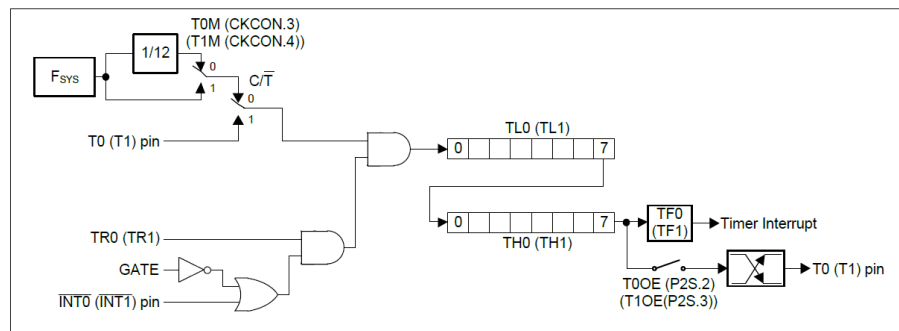 T0M (CKCON.3)
(T1M (CKCON.4))
1/12
FSYS
0
1
C/T̅
0
1
T0 (T1) pin
TL0 (TL1)
0 7
TH0 (TH1)
0 7
TF0
(TF1)
Timer Interrupt
TR0 (TR1)
GATE
I̅N̅T̅0̅ (I̅N̅T̅1̅) pin
T0OE (P2S.2)
(T1OE(P2S.3))
T0 (T1) pin